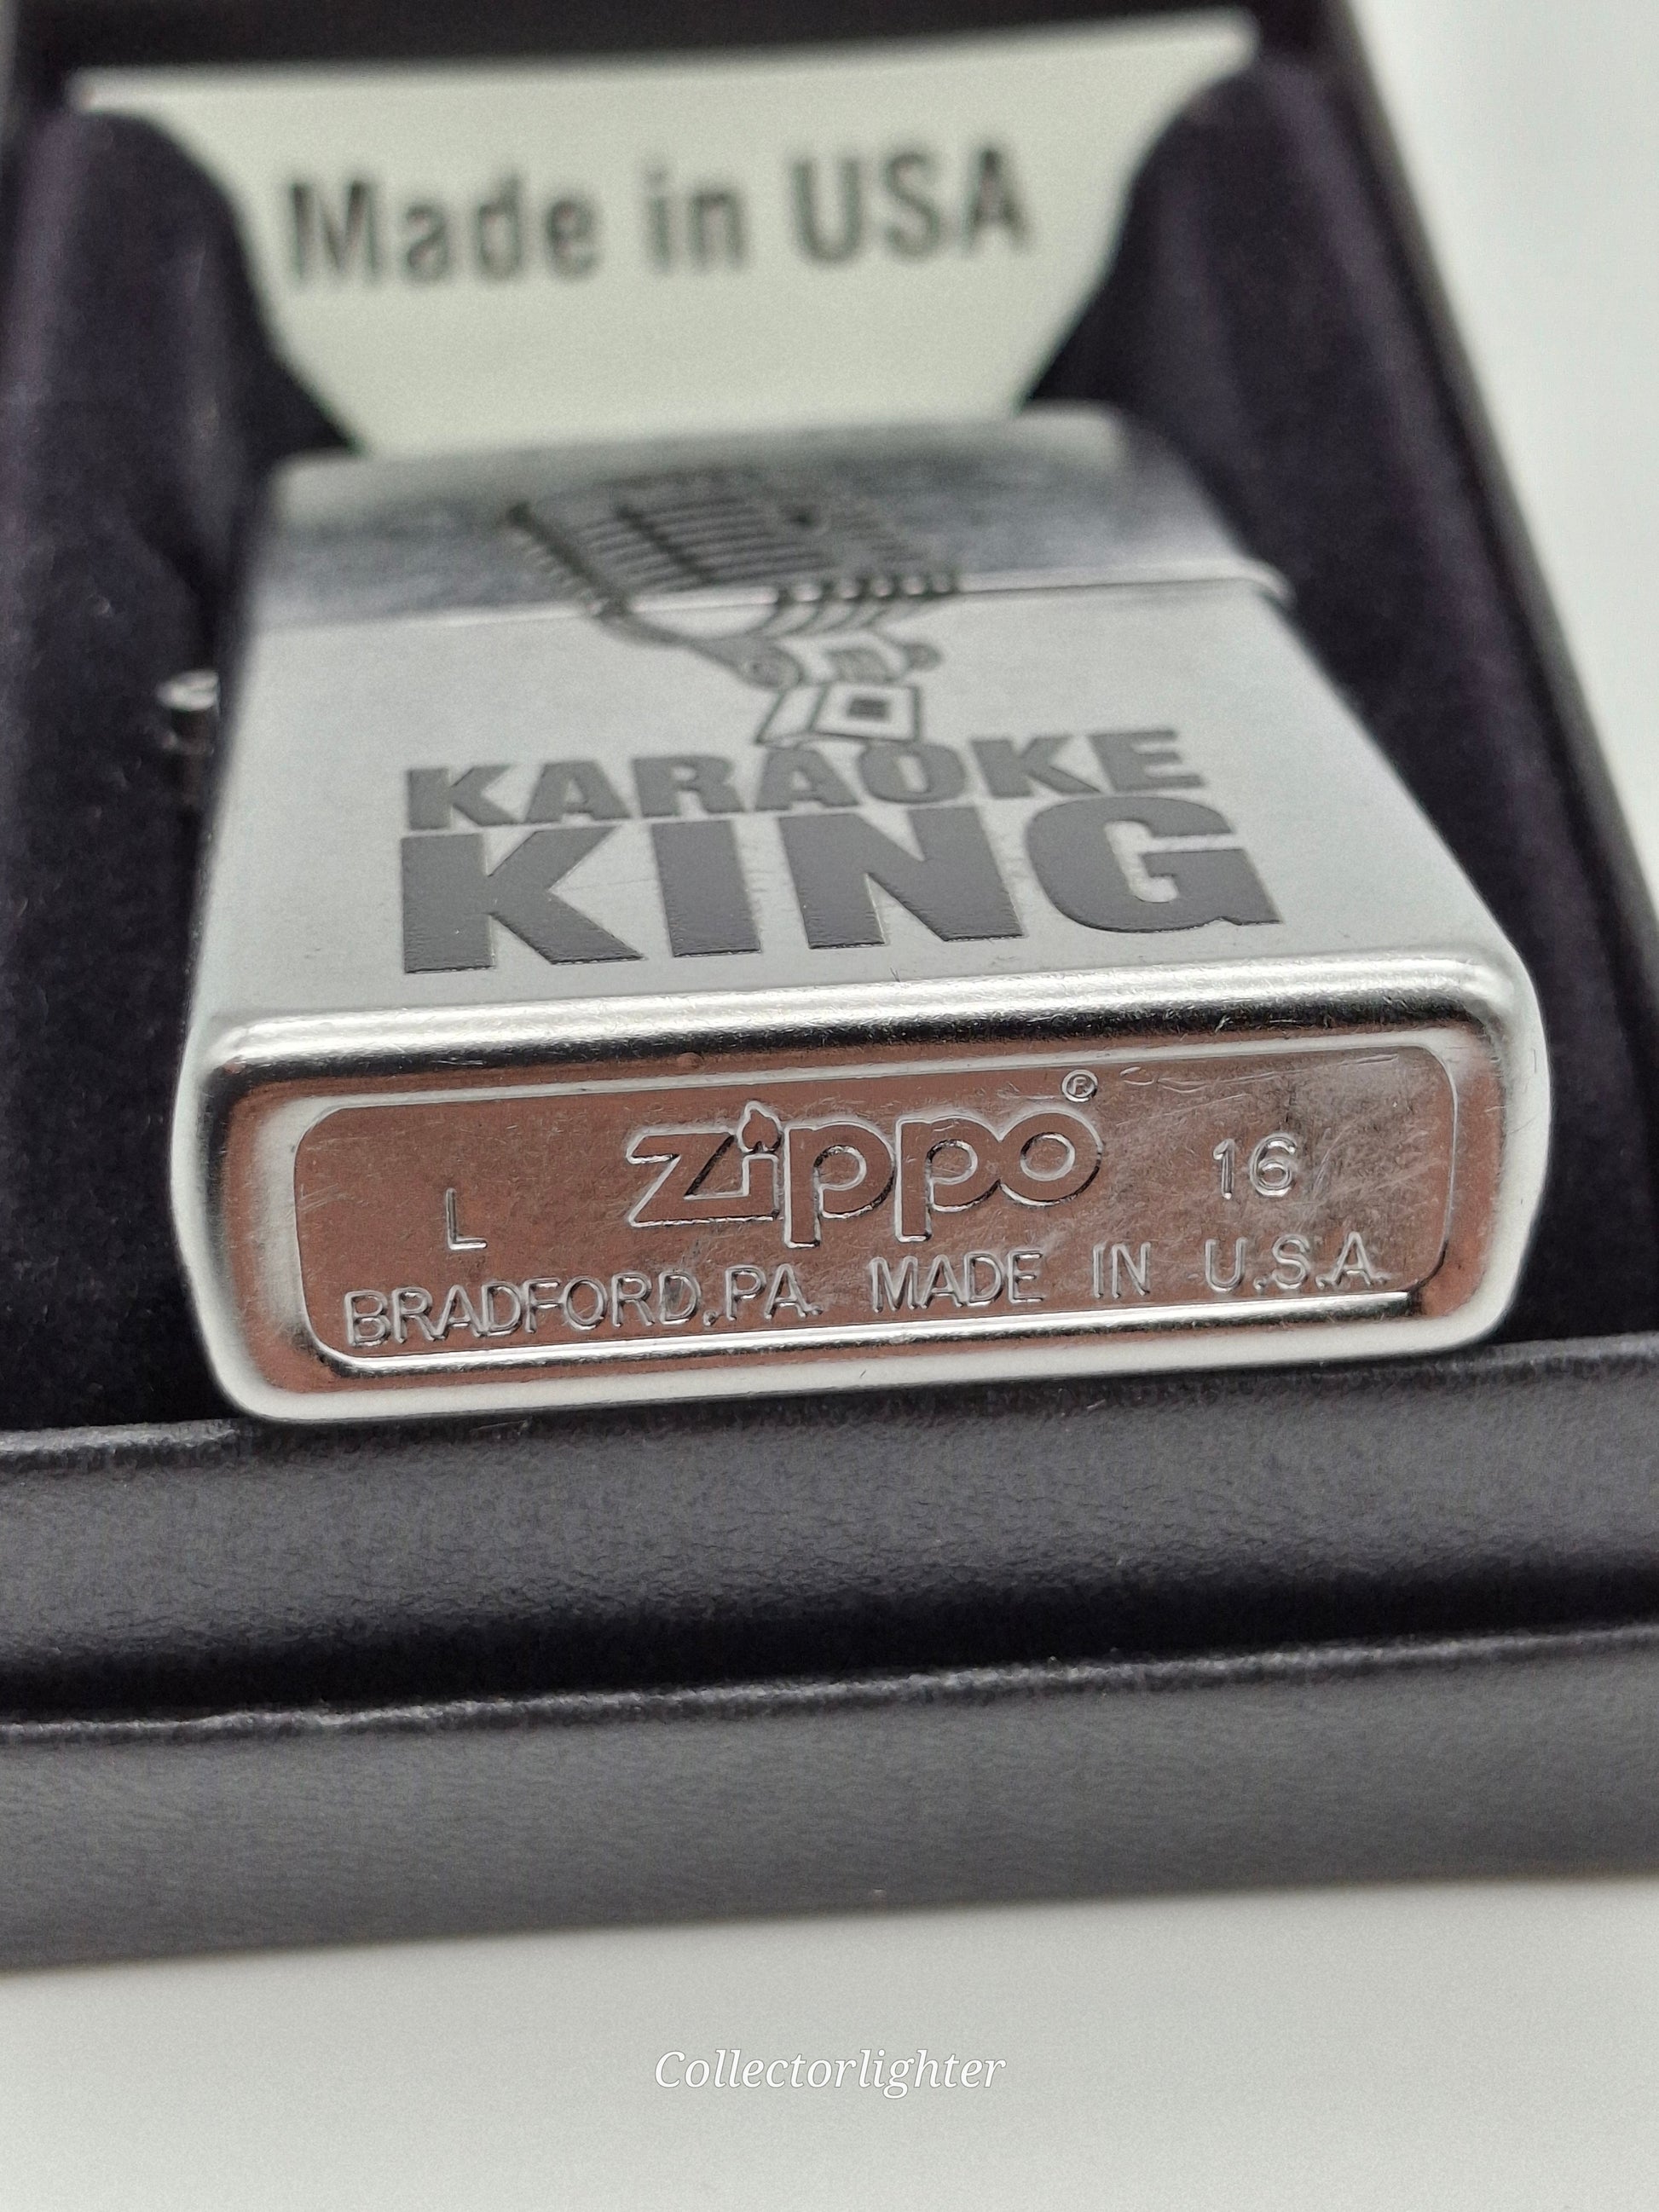 Made in USA
KARAOKE
KING
L zippo® 16
BRADFORD,PA. MADE IN U.S.A.
Collectorlighter